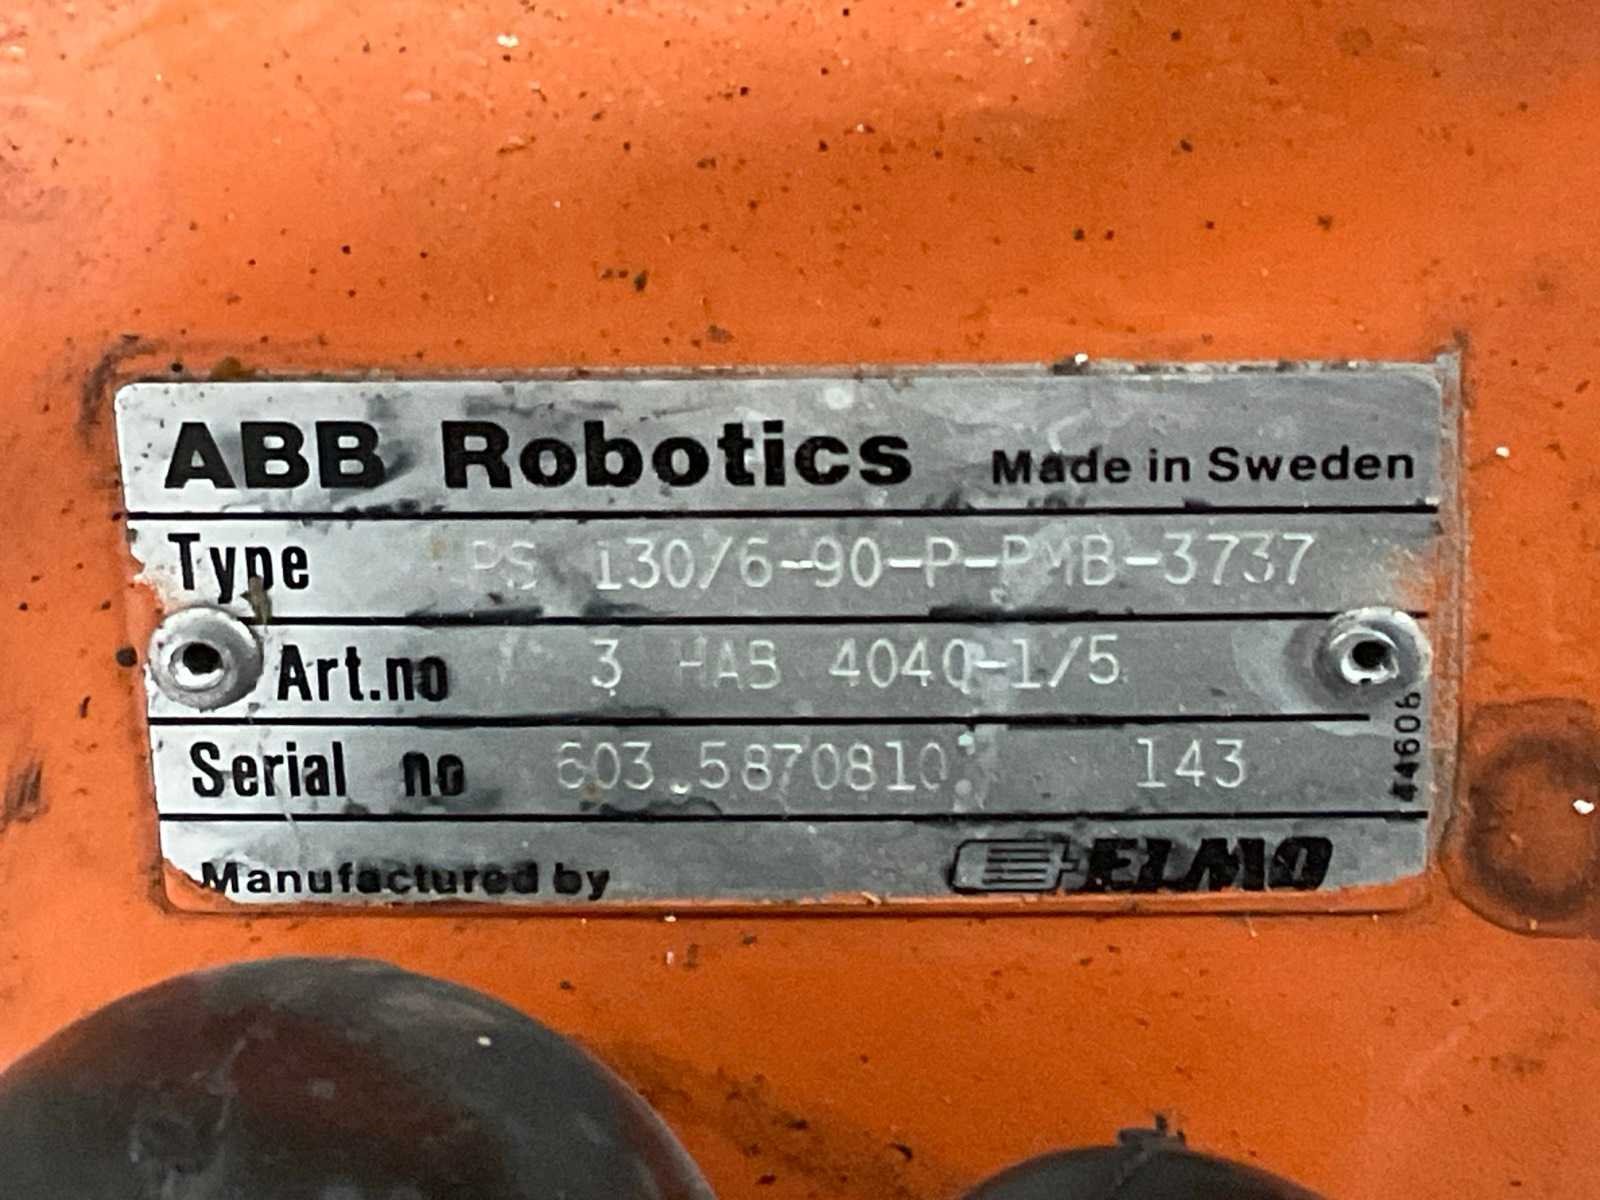 ABB Robotics Made in Sweden
Type PS 130/6-90-P-PMB-3737
Art.no 3 HAB 4040-1/5
Serial no 603.5870810 143
44606
Manufactured by ELMO